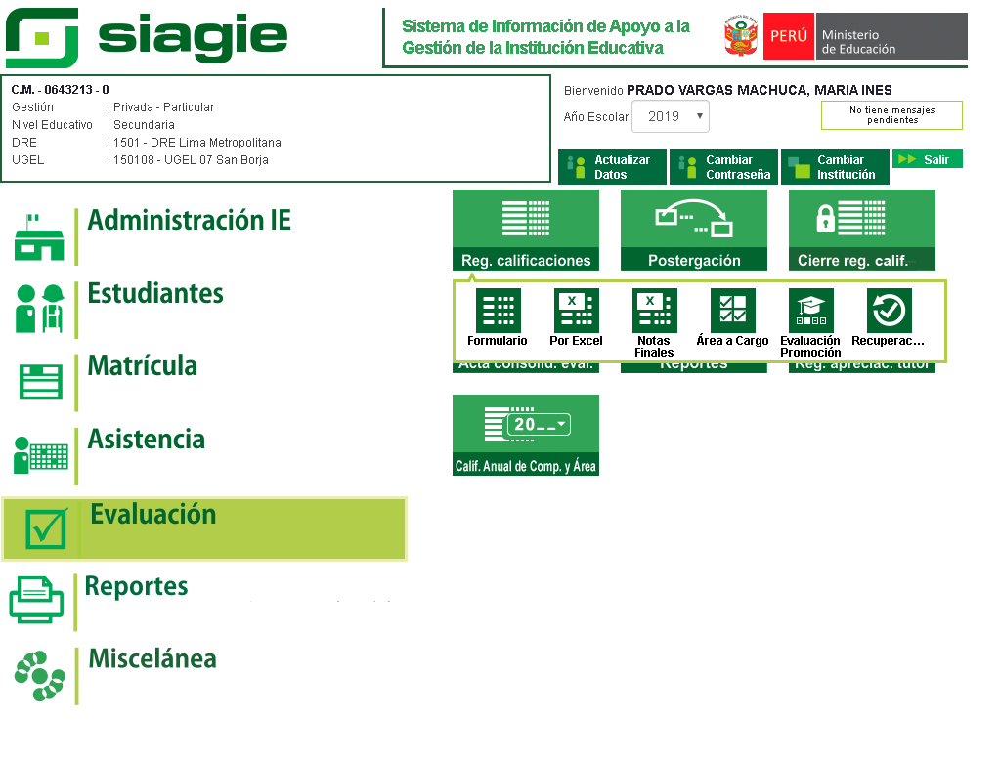 siagie
Sistema de Información de Apoyo a la
Gestión de la Institución Educativa
PERÚ
Ministerio
de Educación
C.M. - 0643213 - 0
Gestión : Privada - Particular
Nivel Educativo Secundaria
DRE : 1501 - DRE Lima Metropolitana
UGEL : 150108 - UGEL 07 San Borja
Bienvenido PRADO VARGAS MACHUCA, MARIA INES
Año Escolar 2019
No tiene mensajes
pendientes
Actualizar
Datos
Cambiar
Contraseña
Cambiar
Institución
Salir
Administración IE
Estudiantes
Matrícula
Asistencia
Evaluación
Reportes
Miscelánea
Reg. calificaciones
Postergación
Cierre reg. calif.
Formulario
X
Por Excel
X
Notas
Finales
Área a Cargo
Evaluación
Promoción
Recuperac...
Acta consolid. eval.
Reportes
Reg. apreciac. tutor
20__
Calif. Anual de Comp. y Área